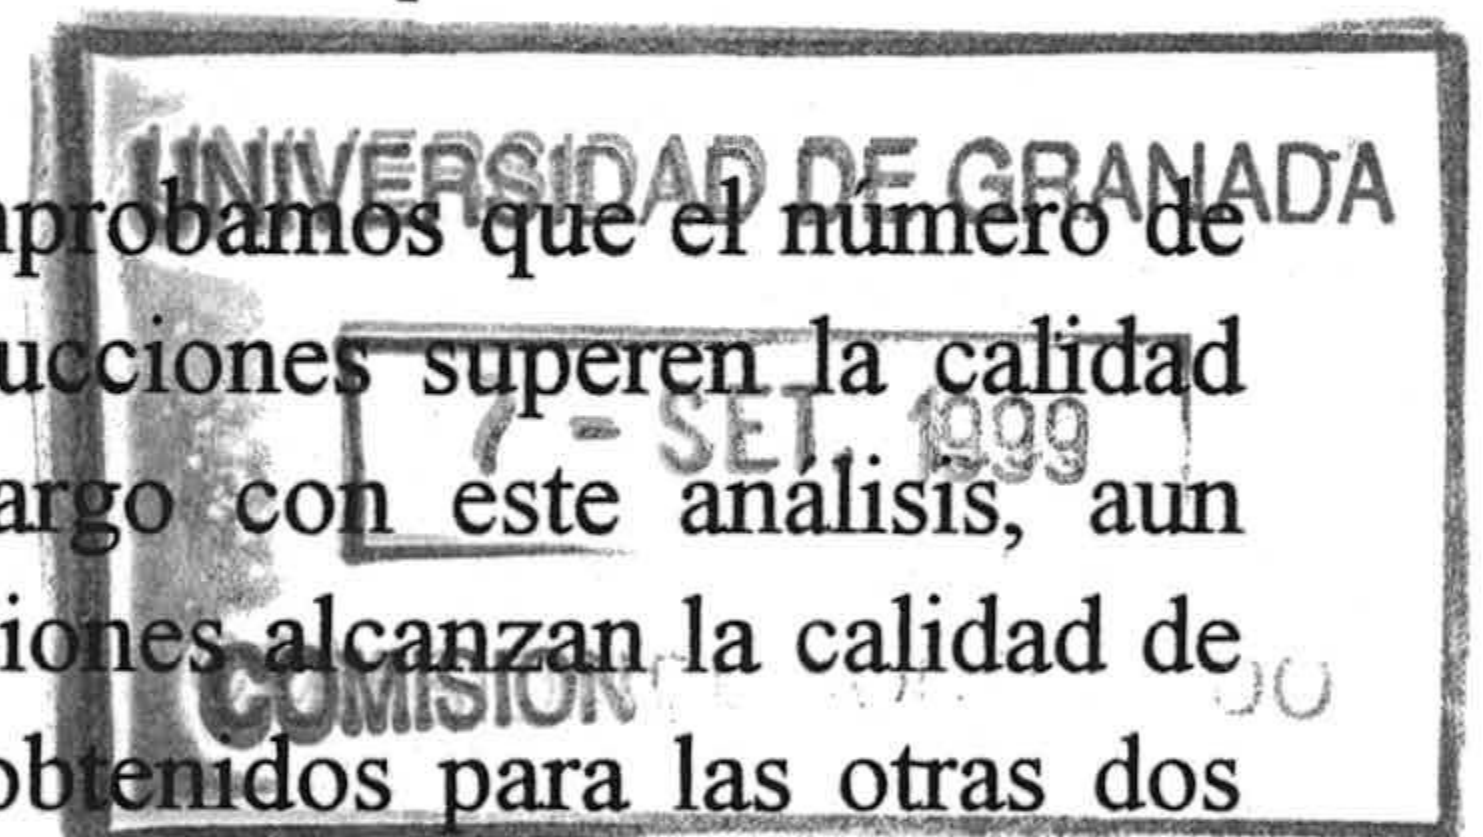 UNIVERSIDAD DE GRANADA
probamos que el número de
ucciones superen la calidad
7 - SET. 1999
argo con este análisis, aun
iones alcanzan la calidad de
COMISION
obtenidos para las otras dos